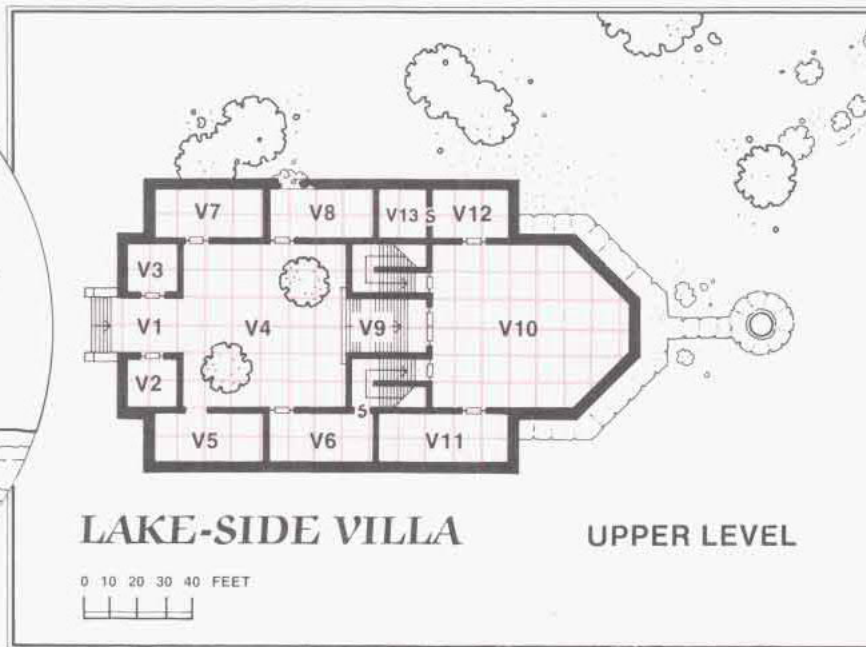 V7 V8 V13 S V12
V3
V1 V4 V9 V10
V2
S
V5 V6 V11
LAKE-SIDE VILLA UPPER LEVEL
0 10 20 30 40 FEET